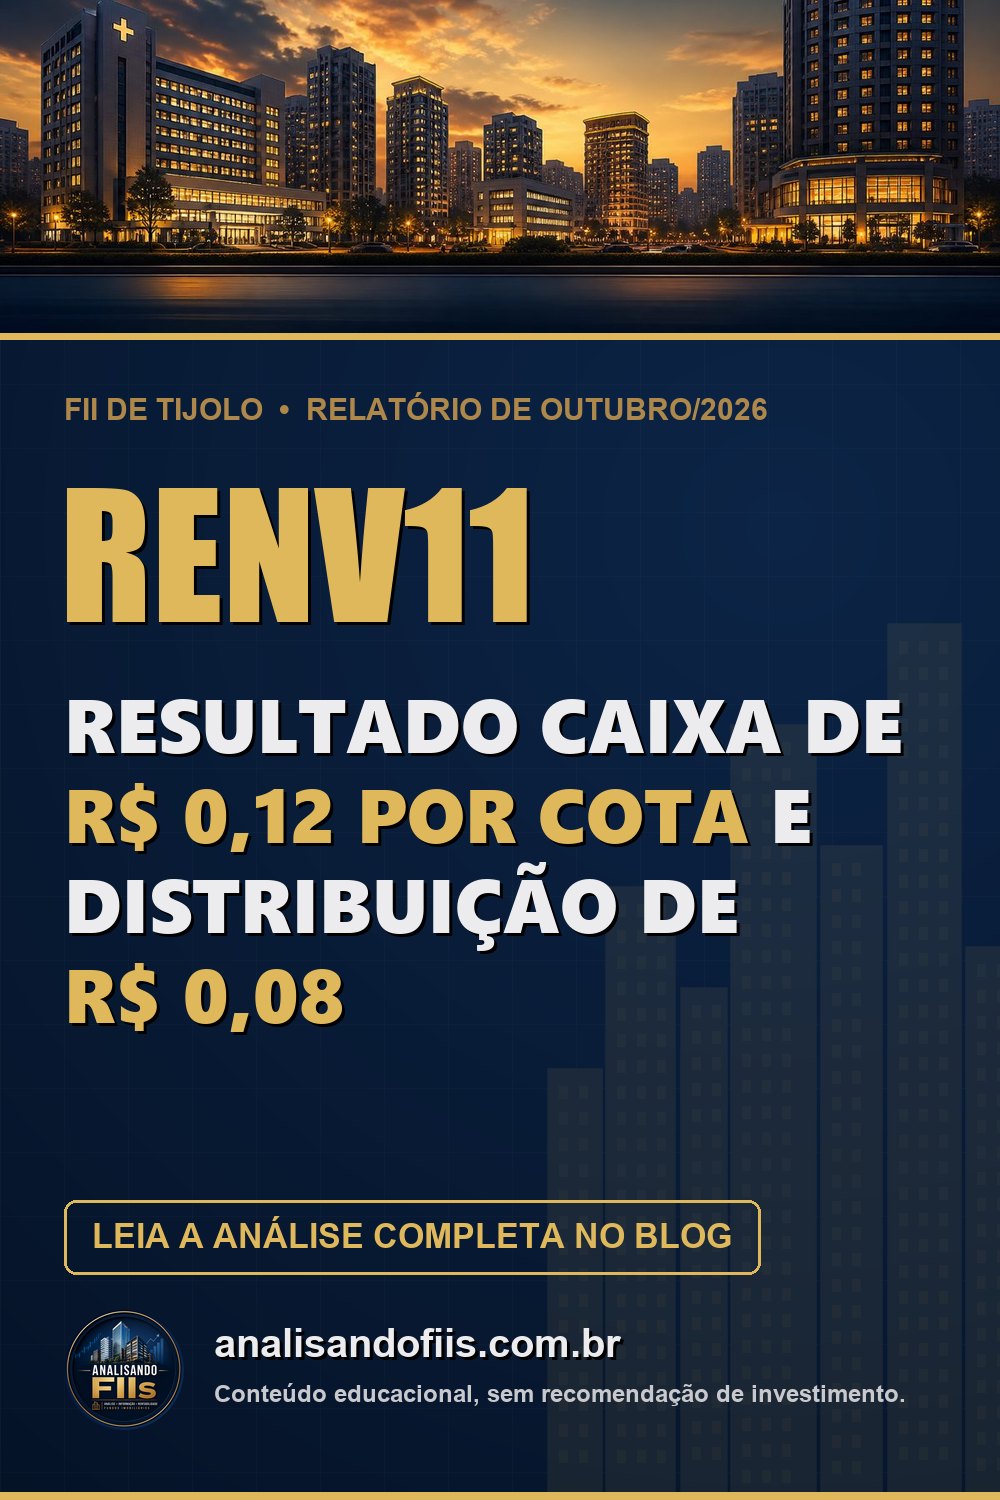 FII DE TIJOLO • RELATÓRIO DE OUTUBRO/2026
RENV11
RESULTADO CAIXA DE
R$ 0,12 POR COTA E
DISTRIBUIÇÃO DE
R$ 0,08
LEIA A ANÁLISE COMPLETA NO BLOG
ANALISANDO
FIIs
analisandofiis.com.br
Conteúdo educacional, sem recomendação de investimento.